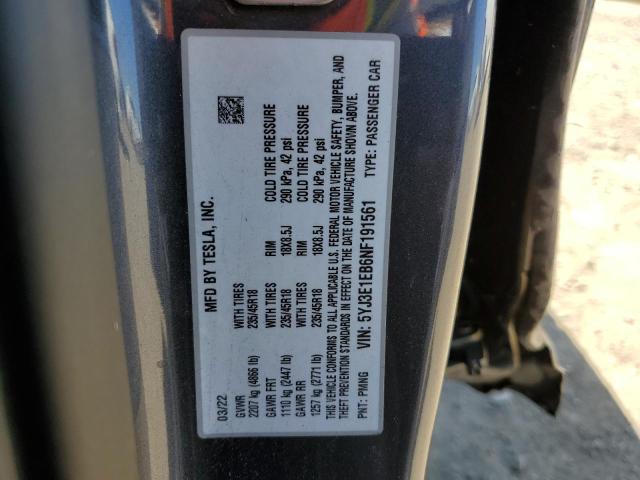 MFD BY TESLA, INC.
03/22
GVWR WITH TIRES RIM COLD TIRE PRESSURE
2207 kg (4866 lb) 235/45R18 18X8.5J 290 kPa, 42 psi
GAWR FRT WITH TIRES RIM COLD TIRE PRESSURE
1110 kg (2447 lb) 235/45R18 18X8.5J 290 kPa, 42 psi
GAWR RR
1257 kg (2771 lb) 235/45R18
THIS VEHICLE CONFORMS TO ALL APPLICABLE U.S. FEDERAL MOTOR VEHICLE SAFETY, BUMPER, AND
THEFT PREVENTION STANDARDS IN EFFECT ON THE DATE OF MANUFACTURE SHOWN ABOVE.
VIN: 5YJ3E1EB6NF191561
PNT: PMNG TYPE: PASSENGER CAR